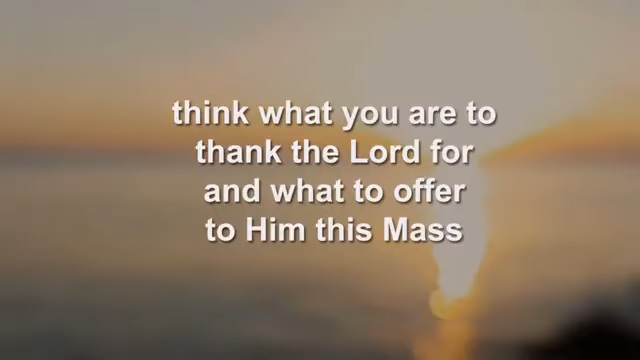 think what you are to
thank the Lord for
and what to offer
to Him this Mass